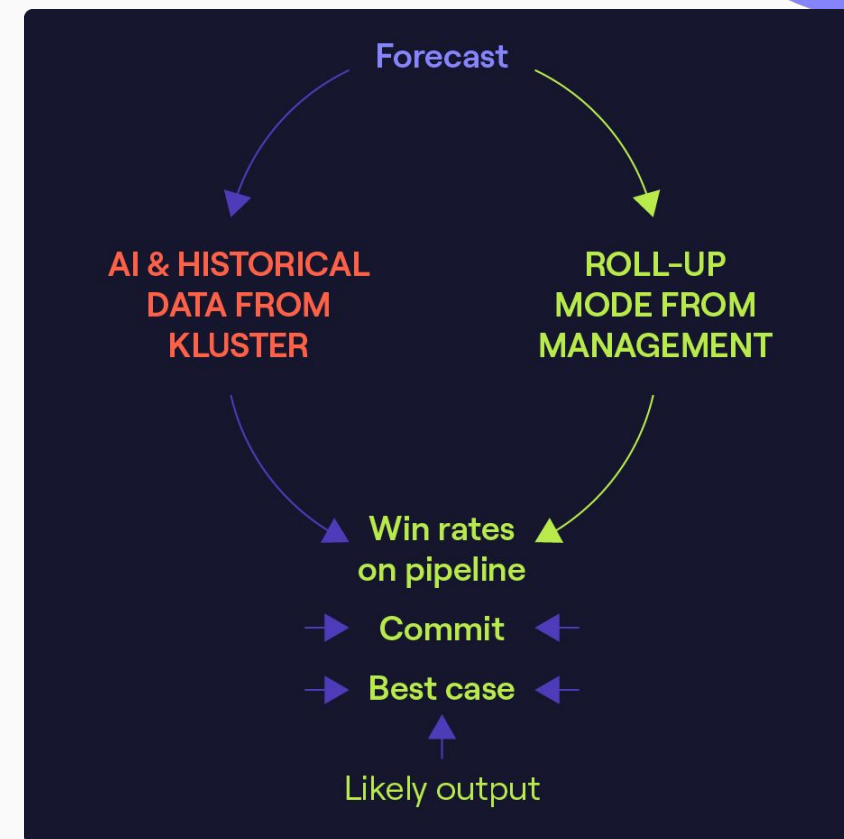 Forecast
AI & HISTORICAL
DATA FROM
KLUSTER
ROLL-UP
MODE FROM
MANAGEMENT
Win rates
on pipeline
Commit
Best case
Likely output